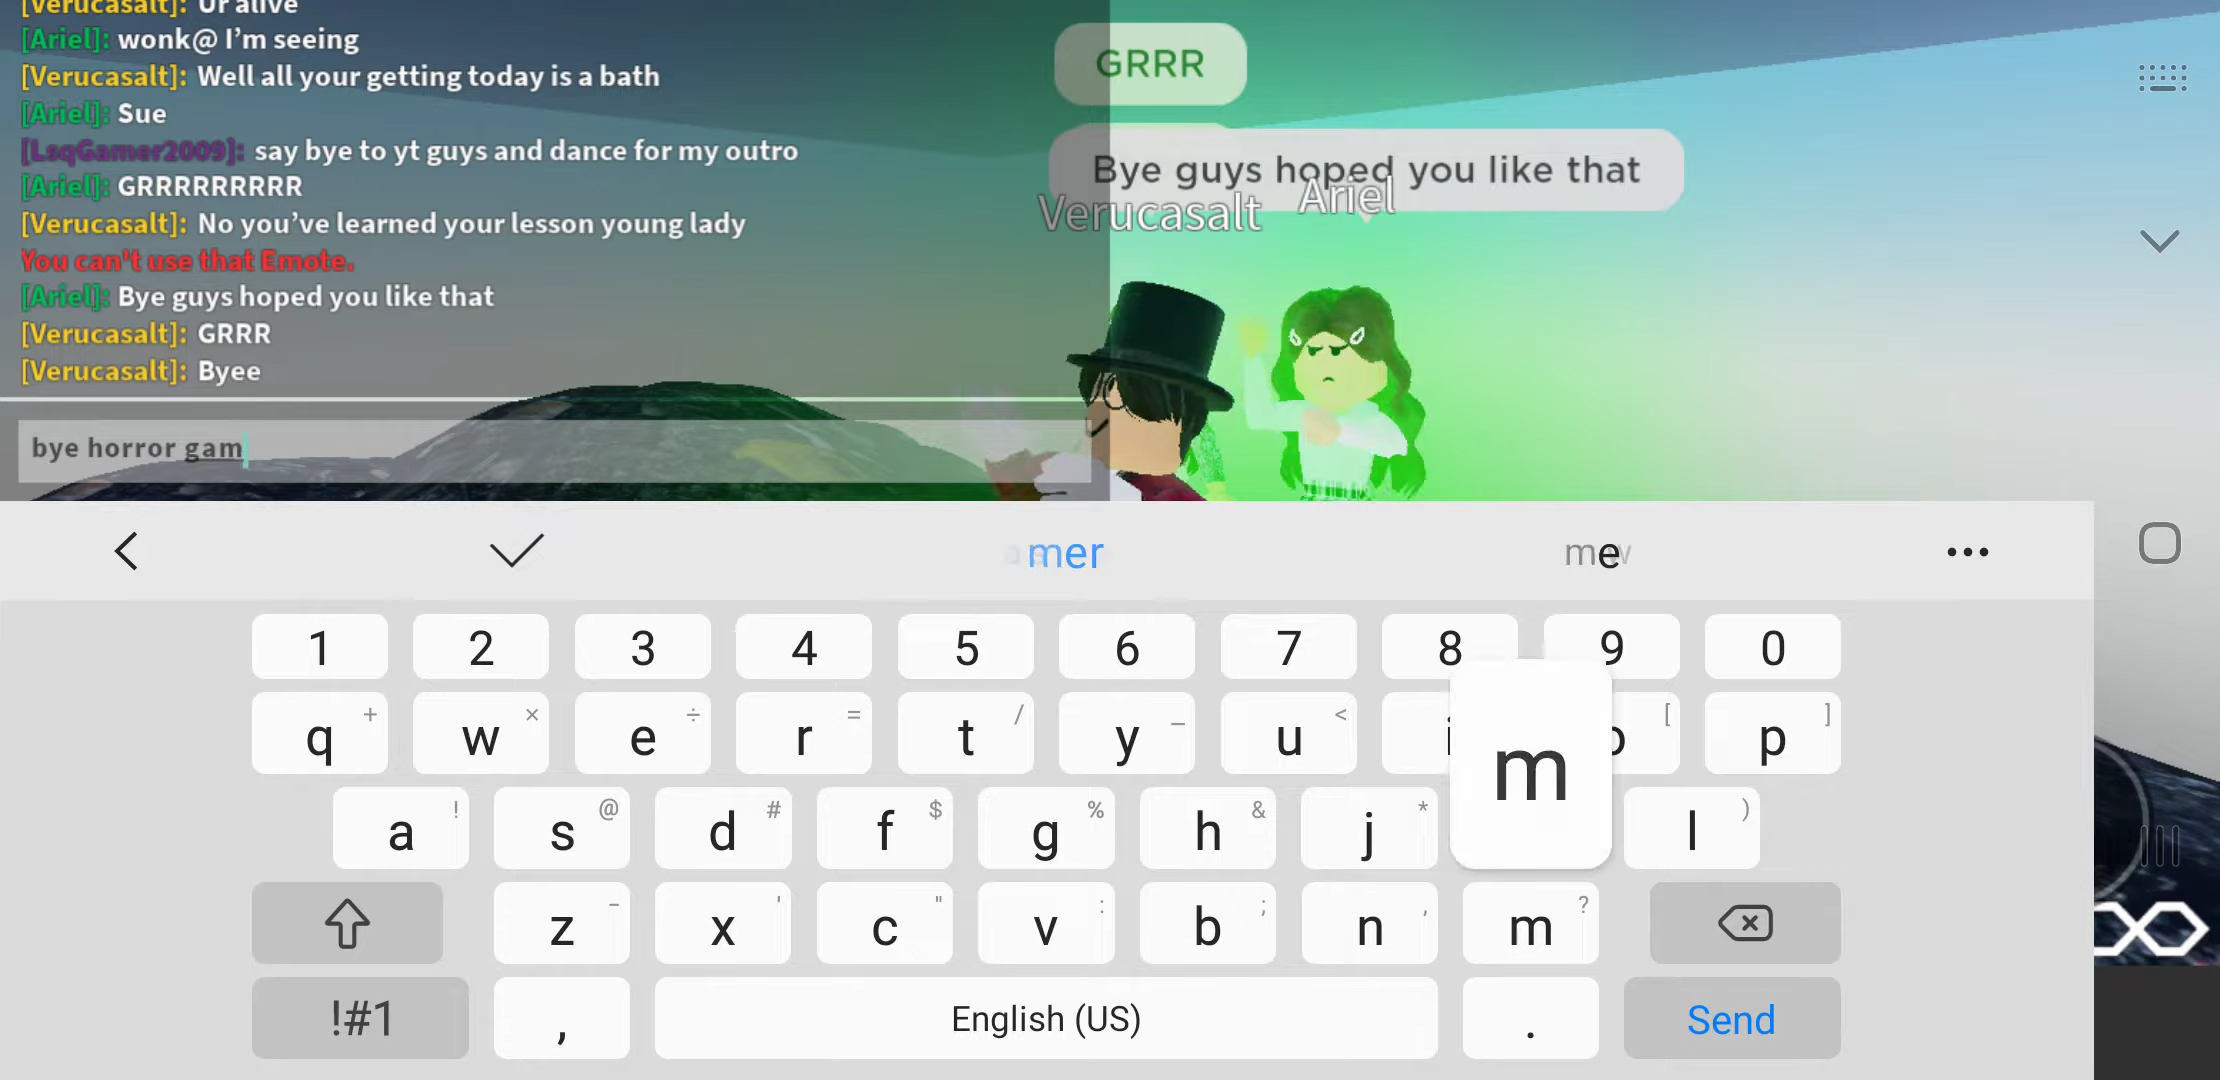 [Verucasalt]: Ur alive
[Ariel]: wonk@ I'm seeing
[Verucasalt]: Well all your getting today is a bath
[Ariel]: Sue
[LsqGamer2009]: say bye to yt guys and dance for my outro
[Ariel]: GRRRRRRRRR
[Verucasalt]: No you've learned your lesson young lady
You can't use that Emote.
[Ariel]: Bye guys hoped you like that
[Verucasalt]: GRRR
[Verucasalt]: Byee
bye horror gam
GRRR
Bye guys hoped you like that
Verucasalt
Ariel
mer
me
1 2 3 4 5 6 7 8 9 0
q + w × e ÷ r = t / y _ u < i o [ p ]
a ! s @ d # f $ g % h & j * m l )
z - x ' c " v : b ; n , m ?
!#1 , English (US) . Send